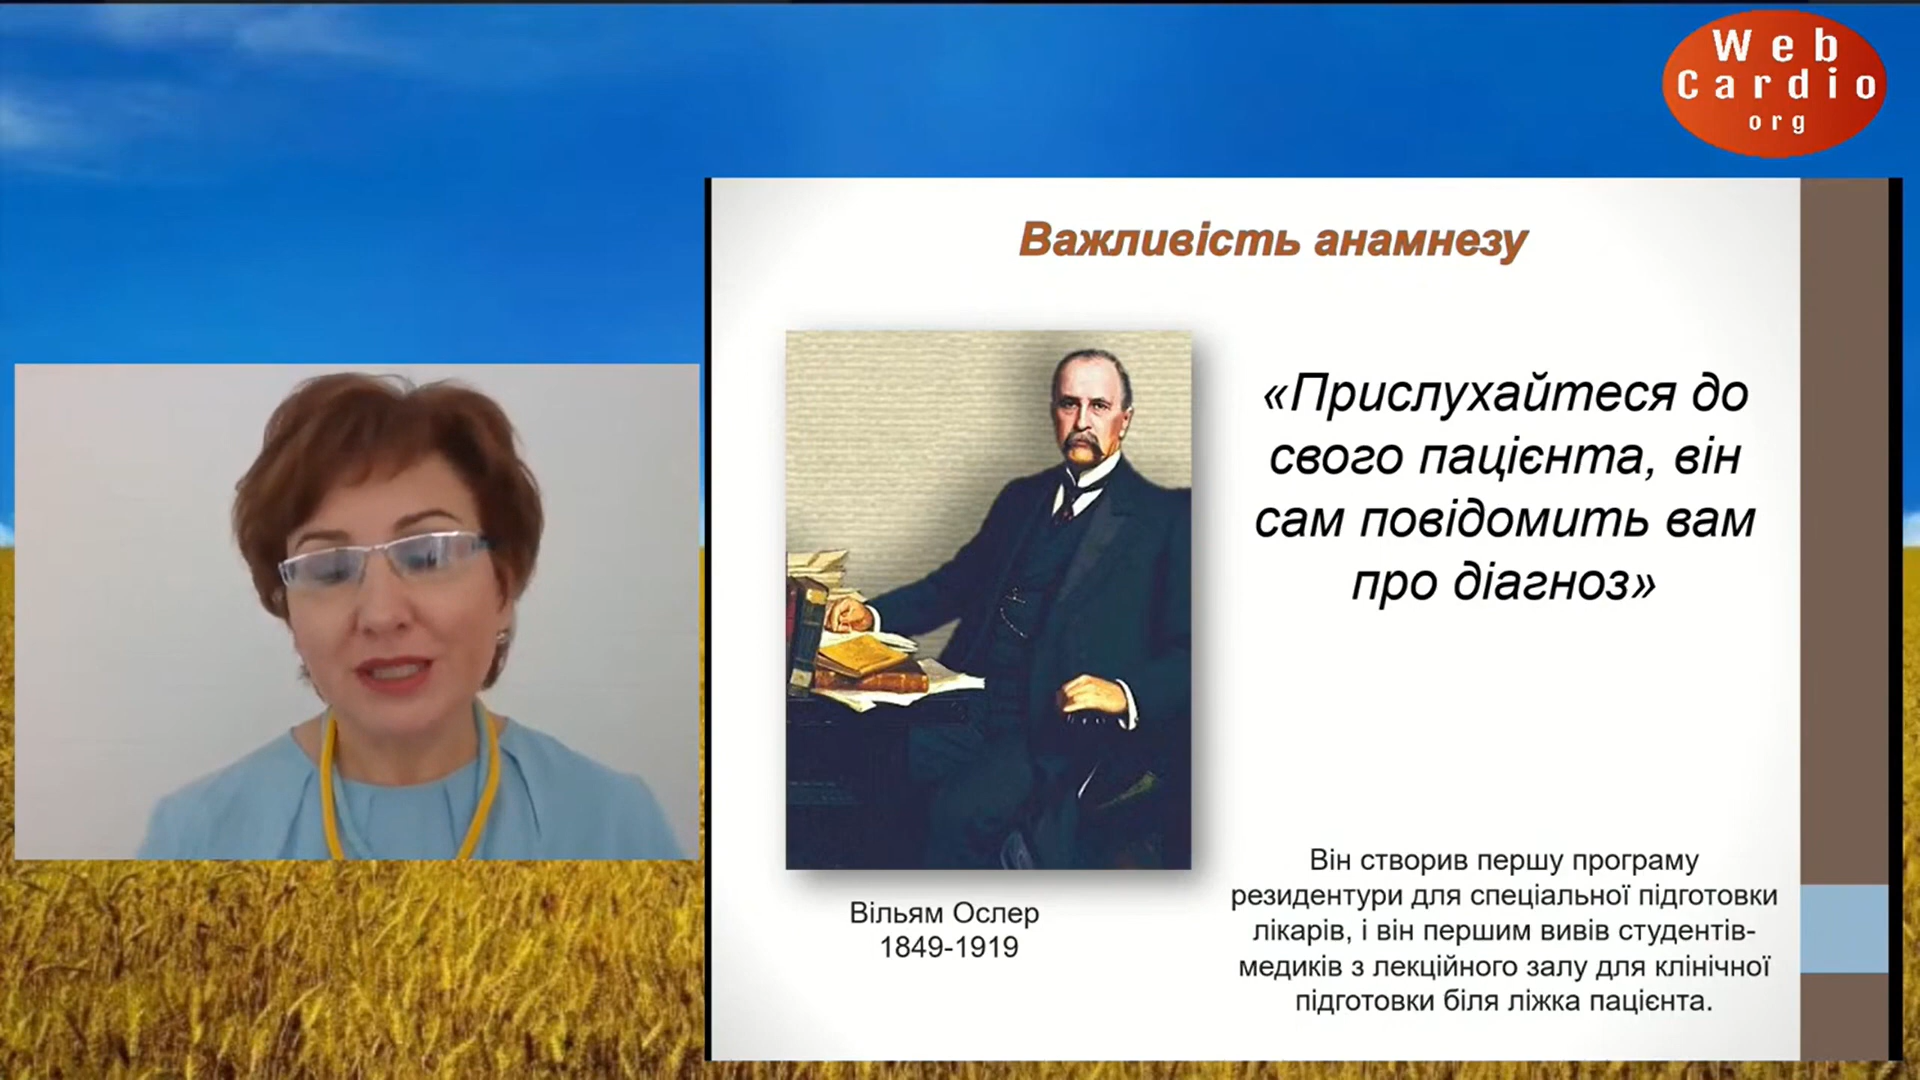 Web
Cardio
org
Важливість анамнезу
«Прислухайтеся до
свого пацієнта, він
сам повідомить вам
про діагноз»
Вільям Ослер
1849-1919
Він створив першу програму
резидентури для спеціальної підготовки
лікарів, і він першим вивів студентів-
медиків з лекційного залу для клінічної
підготовки біля ліжка пацієнта.